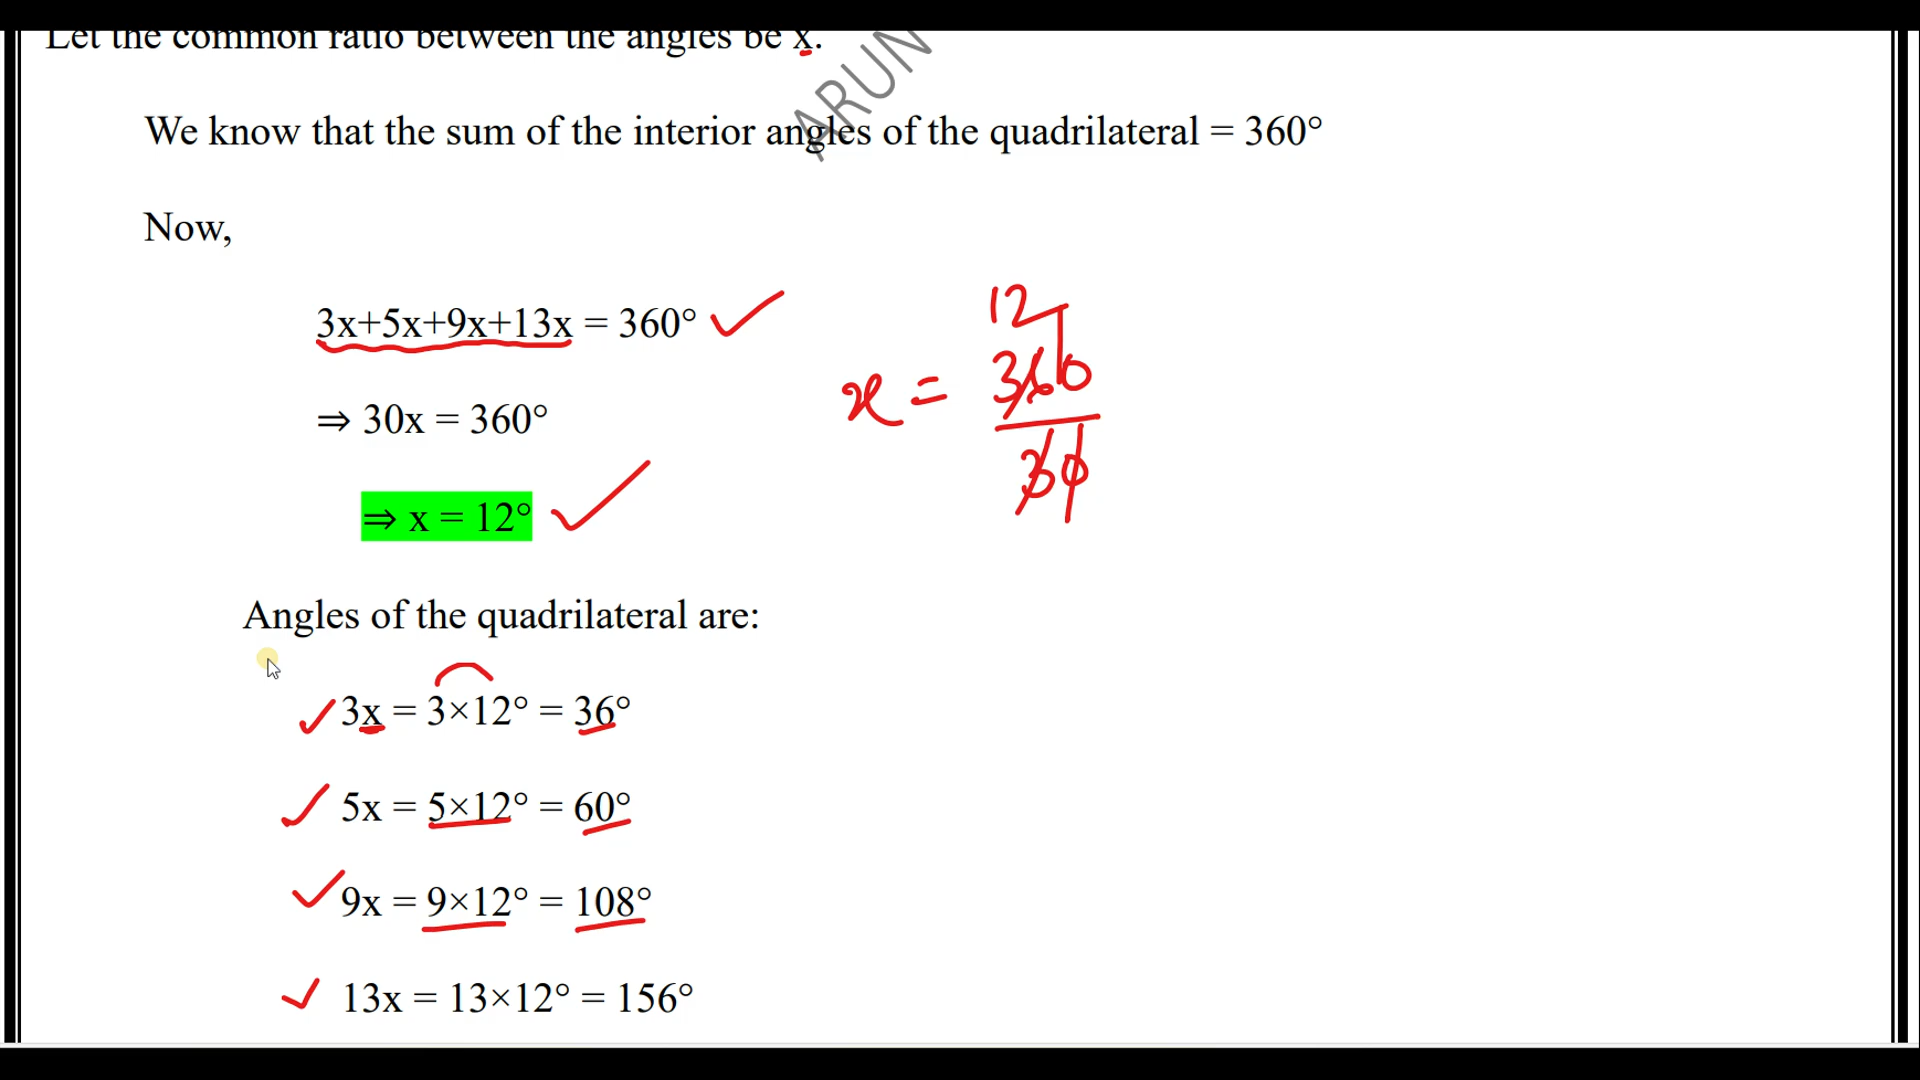 Let the common ratio between the angles be x.
ARUN
We know that the sum of the interior angles of the quadrilateral = 360°
Now,
3x+5x+9x+13x = 360°
⇒ 30x = 360°
⇒ x = 12°
12
x = 360
30
Angles of the quadrilateral are:
3x = 3×12° = 36°
5x = 5×12° = 60°
9x = 9×12° = 108°
13x = 13×12° = 156°